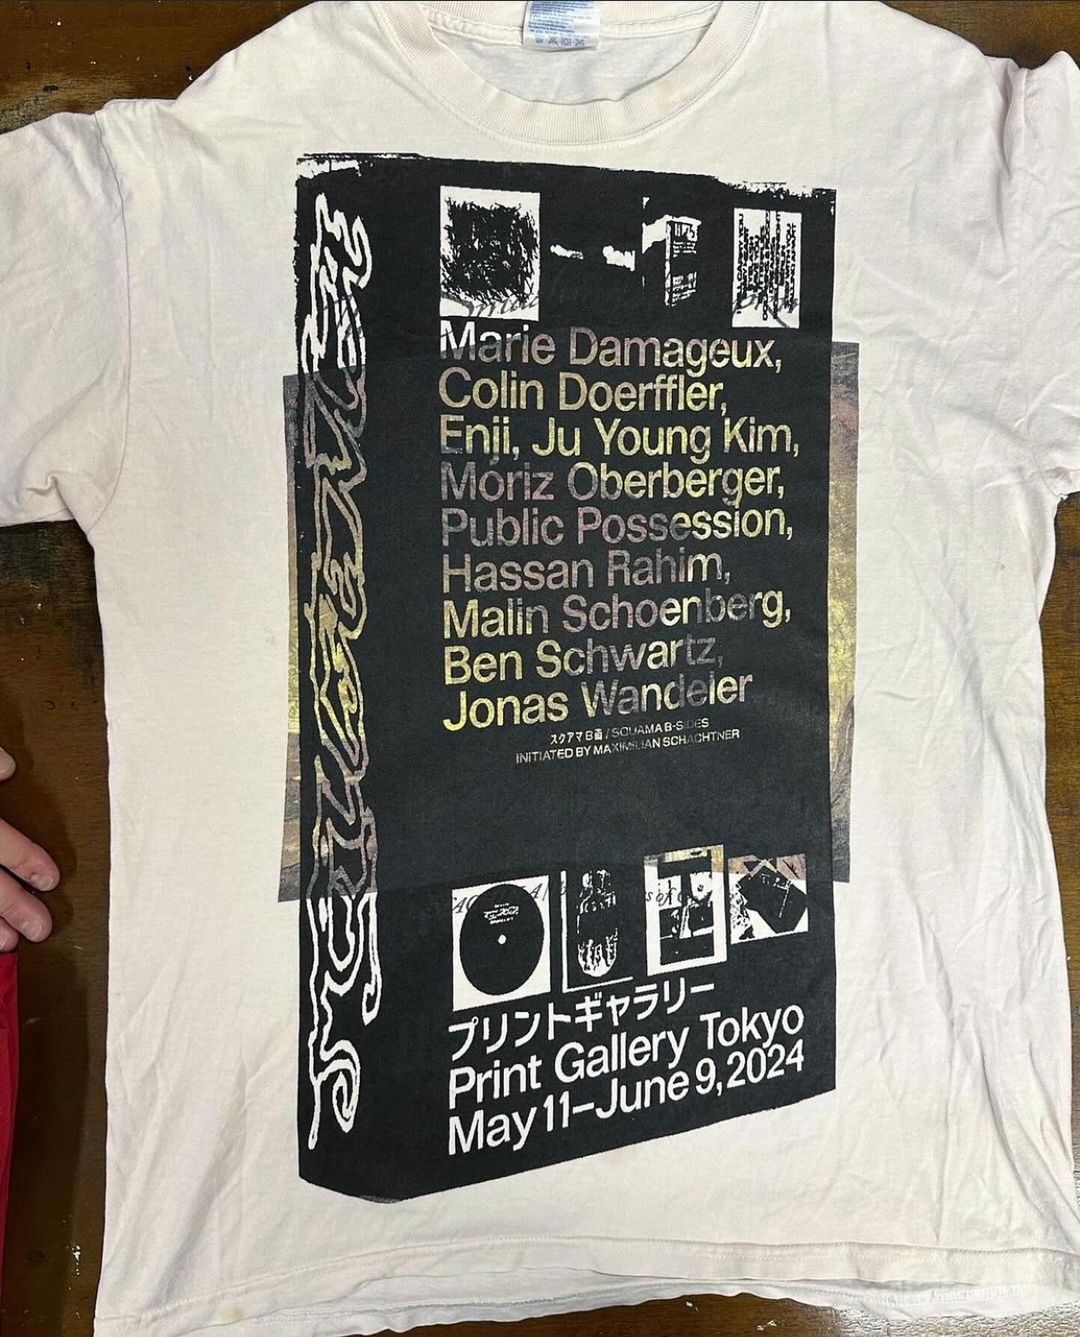 Marie Damageux,
Colin Doerffler,
Enji, Ju Young Kim,
Moriz Oberberger,
Public Possession,
Hassan Rahim,
Malin Schoenberg,
Ben Schwartz,
Jonas Wandeler
スクアマ B面 / SQUAMA B-SIDES
INITIATED BY MAXIMILIAN SCHACHTNER
プリントギャラリー
Print Gallery Tokyo
May 11–June 9, 2024